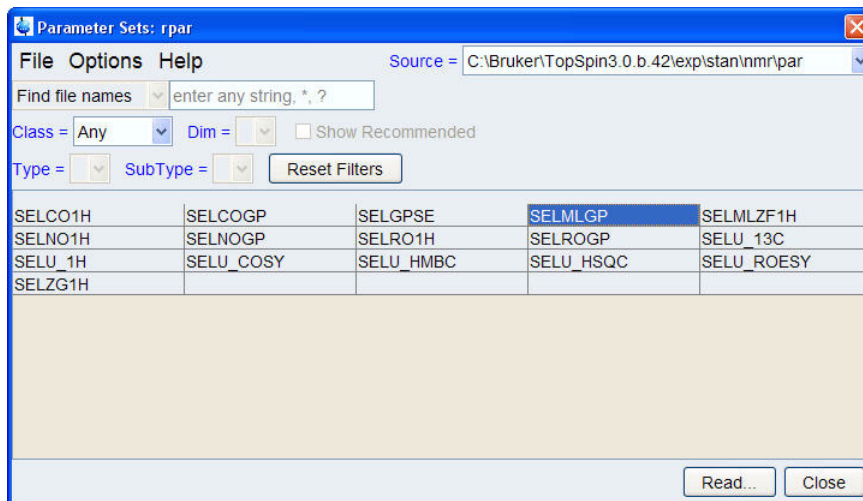 Parameter Sets: rpar
File Options Help Source = C:\Bruker\TopSpin3.0.b.42\exp\stan\nmr\par
Find file names enter any string, *, ?
Class = Any Dim = Show Recommended
Type = SubType = Reset Filters
SELCO1H SELCOGP SELGPSE SELMLGP SELMLZF1H
SELNO1H SELNOGP SELRO1H SELROGP SELU_13C
SELU_1H SELU_COSY SELU_HMBC SELU_HSQC SELU_ROESY
SELZG1H
Read... Close